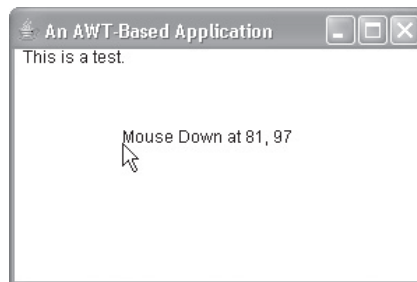 An AWT-Based Application
This is a test.
Mouse Down at 81, 97